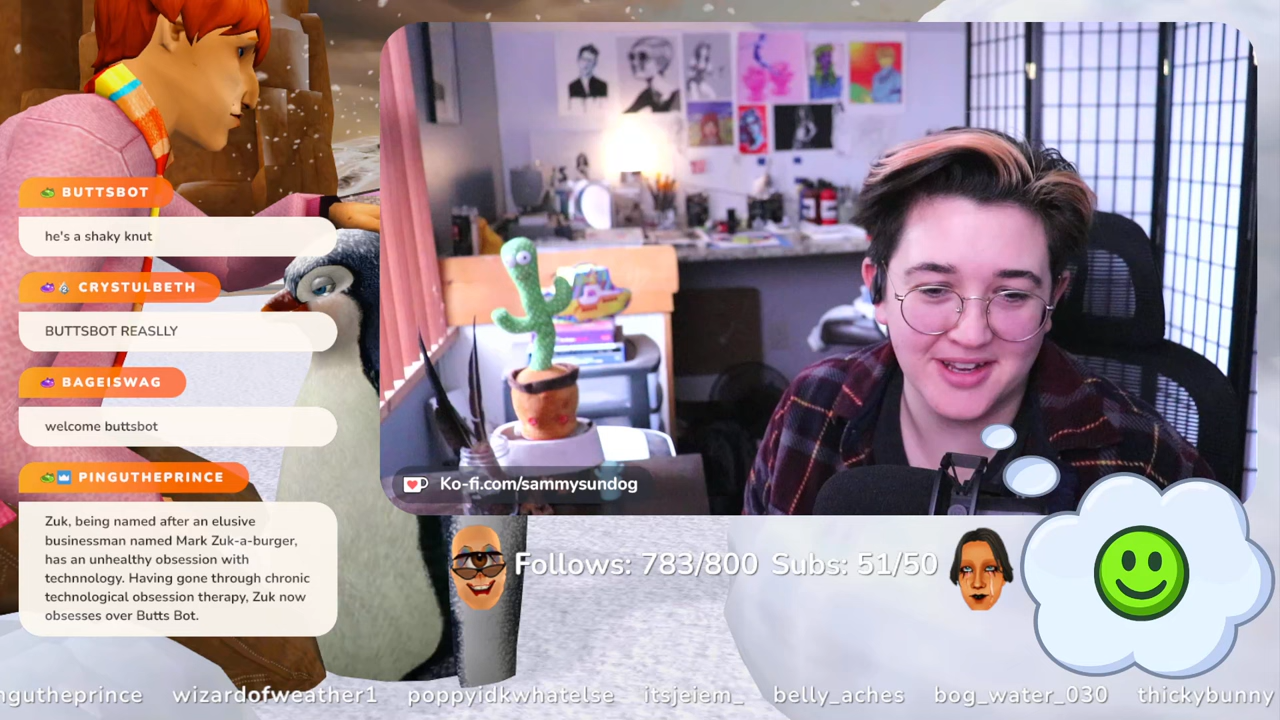 BUTTSBOT
he's a shaky knut
CRYSTULBETH
BUTTSBOT REASLLY
BAGEISWAG
welcome buttsbot
PINGUTHEPRINCE
Zuk, being named after an elusive
businessman named Mark Zuk-a-burger,
has an unhealthy obsession with
technnology. Having gone through chronic
technological obsession therapy, Zuk now
obsesses over Butts Bot.
Ko-fi.com/sammysundog
Follows: 783/800 Subs: 51/50
ngutheprince wizardofweather1 poppyidkwhatelse itsjeiem_ belly_aches bog_water_030 thickybunny